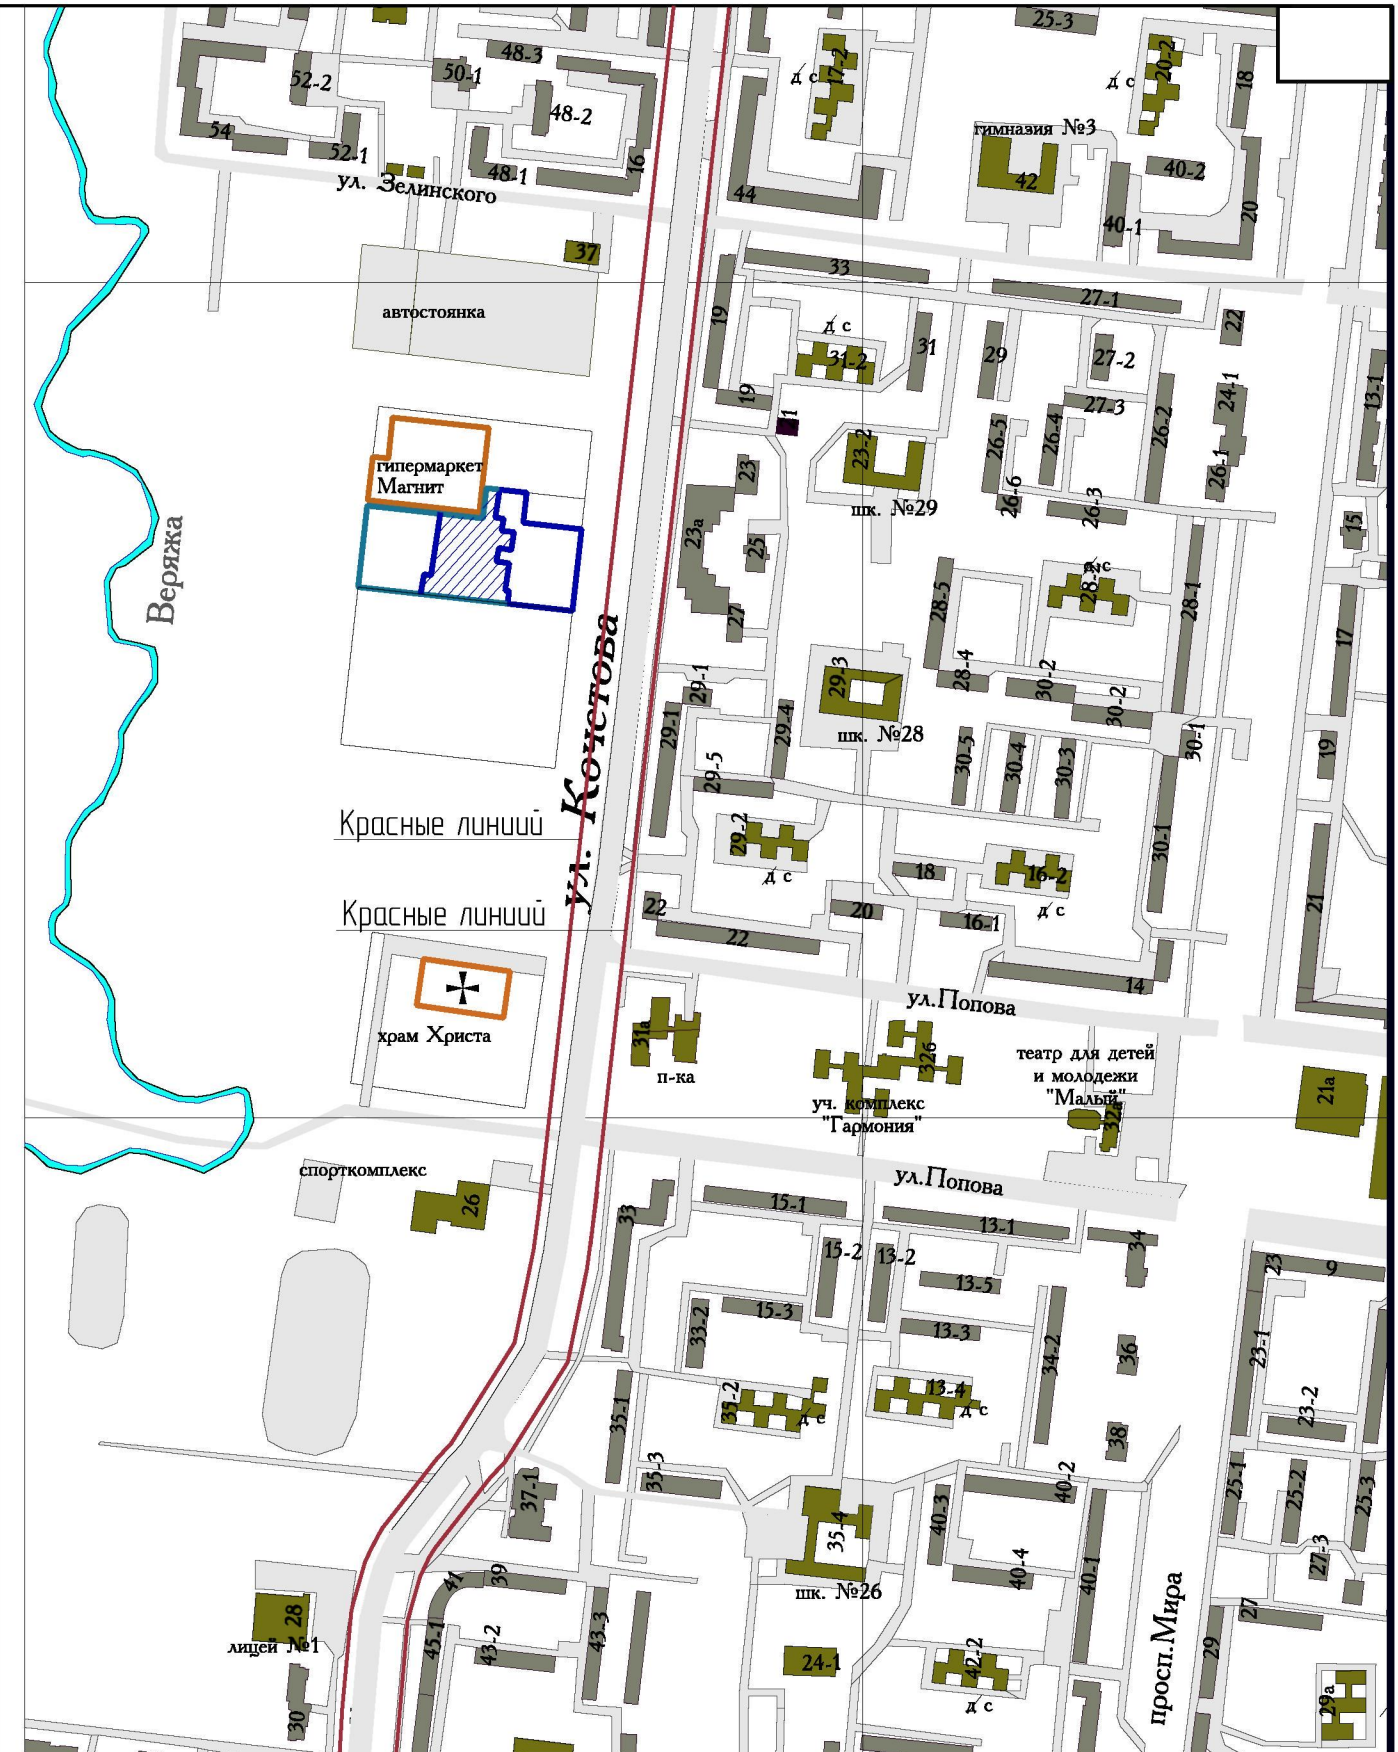 25-3
48-3
17-2
20-2
д с
д с
52-2
50-1
18
48-2
54
гимназия №3
52-1
48-1
16
42
40-2
ул. Зелинского
44
20
40-1
37
33
27-1
автостоянка
19
д с
22
31-2
31
29
27-2
19
27-3
24-1
13-1
26-2
21
26-5
26-4
23-2
гипермаркет
Магнит
23
26-1
26-6
26-3
шк. №29
23а
15
25
Веряжа
д с
28-2
28-5
28-1
27
17
ул. Кочетова
28-4
29-3
30-2
29-1
30-2
29-1
29-4
шк. №28
30-1
30-5
30-4
30-3
19
29-5
Красные линиий
29-2
30-1
д с
18
16-2
Красные линиий
22
20
д с
16-1
21
22
14
ул.Попова
храм Христа
31а
п-ка
32б
театр для детей
и молодежи
"Малый"
32а
21а
уч. комплекс
"Гармония"
спорткомплекс
ул.Попова
26
15-1
33
13-1
34
15-2
13-2
23
9
13-5
15-3
33-2
13-3
34-2
36
23-1
35-2
13-4
д с
д с
35-1
23-2
38
35-3
40-2
37-1
25-1
25-2
25-3
40-3
35-4
27-3
39
41
40-4
40-1
шк. №26
28
лицей №1
27
45-1
43-2
43-3
24-1
42-2
29
просп.Мира
д с
29а
30